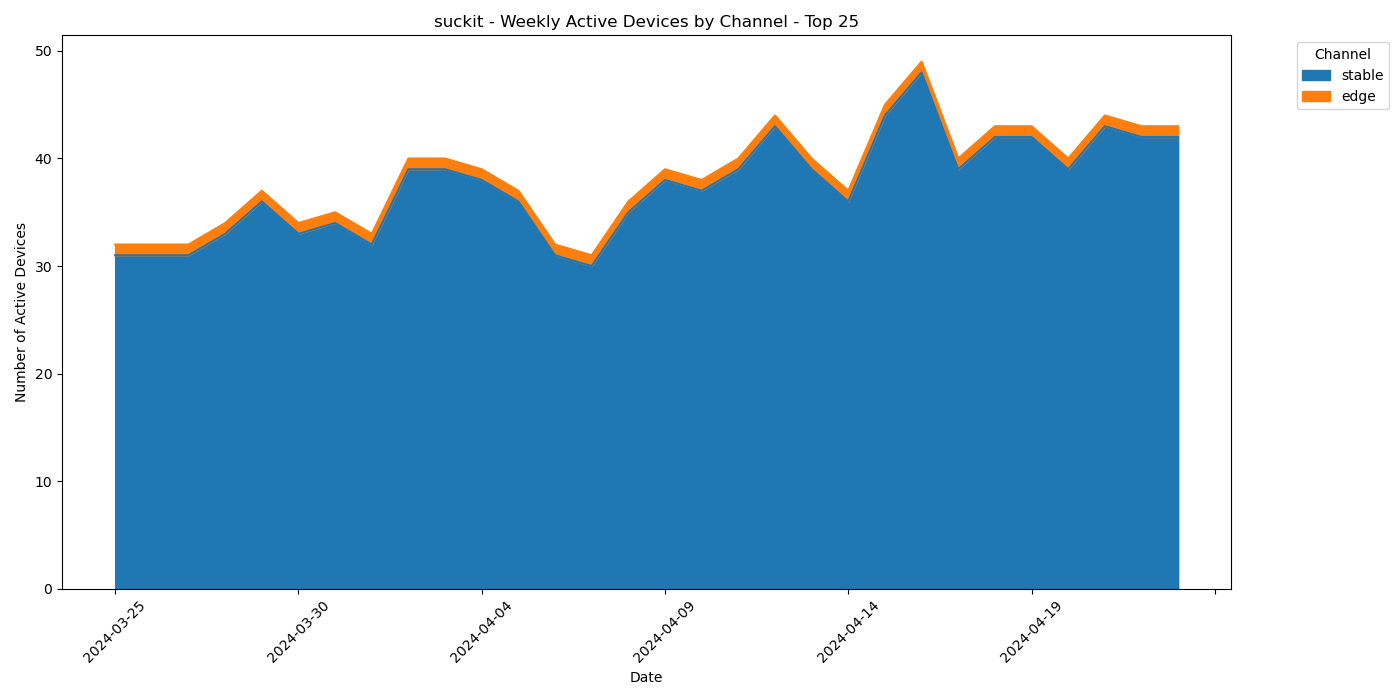 suckit - Weekly Active Devices by Channel - Top 25
Number of Active Devices
50
40
30
20
10
0
2024-03-25
2024-03-30
2024-04-04
2024-04-09
2024-04-14
2024-04-19
Date
Channel
stable
edge